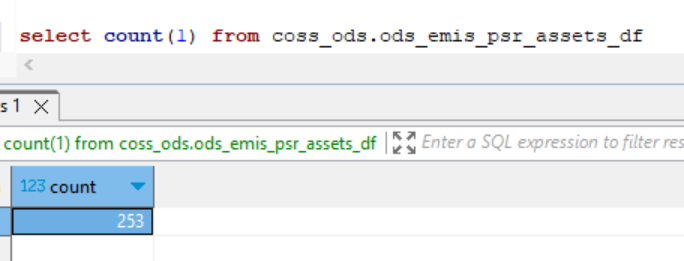 select count(1) from coss_ods.ods_emis_psr_assets_df
s 1
count(1) from coss_ods.ods_emis_psr_assets_df
Enter a SQL expression to filter res
123 count
253